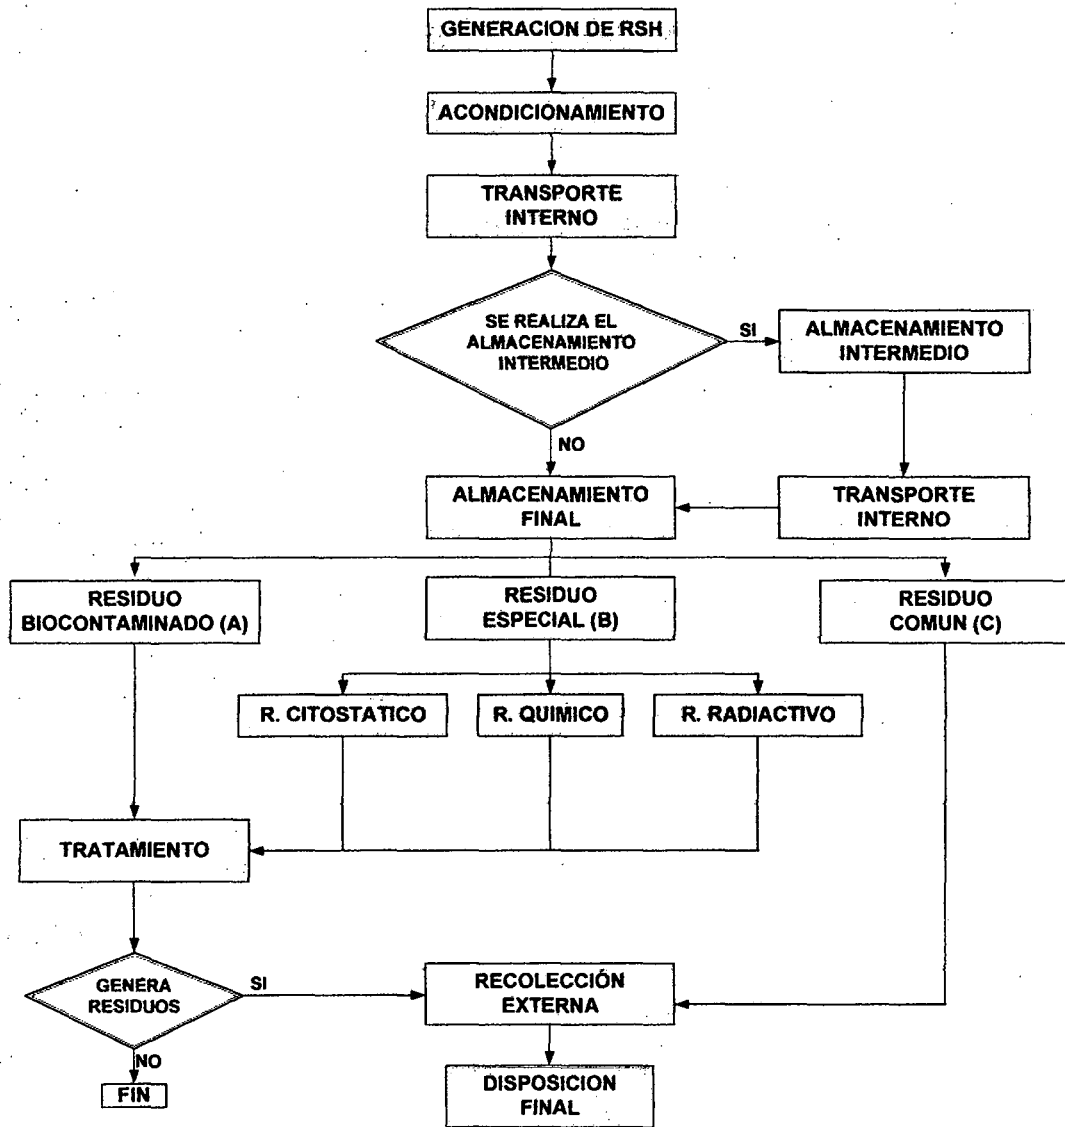 GENERACION DE RSH
ACONDICIONAMIENTO
TRANSPORTE
INTERNO
SE REALIZA EL
ALMACENAMIENTO
INTERMEDIO
SI
ALMACENAMIENTO
INTERMEDIO
NO
ALMACENAMIENTO
FINAL
TRANSPORTE
INTERNO
RESIDUO
BIOCONTAMINADO (A)
RESIDUO
ESPECIAL (B)
RESIDUO
COMUN (C)
R. CITOSTATICO
R. QUIMICO
R. RADIACTIVO
TRATAMIENTO
GENERA
RESIDUOS
SI
RECOLECCIÓN
EXTERNA
NO
FIN
DISPOSICION
FINAL